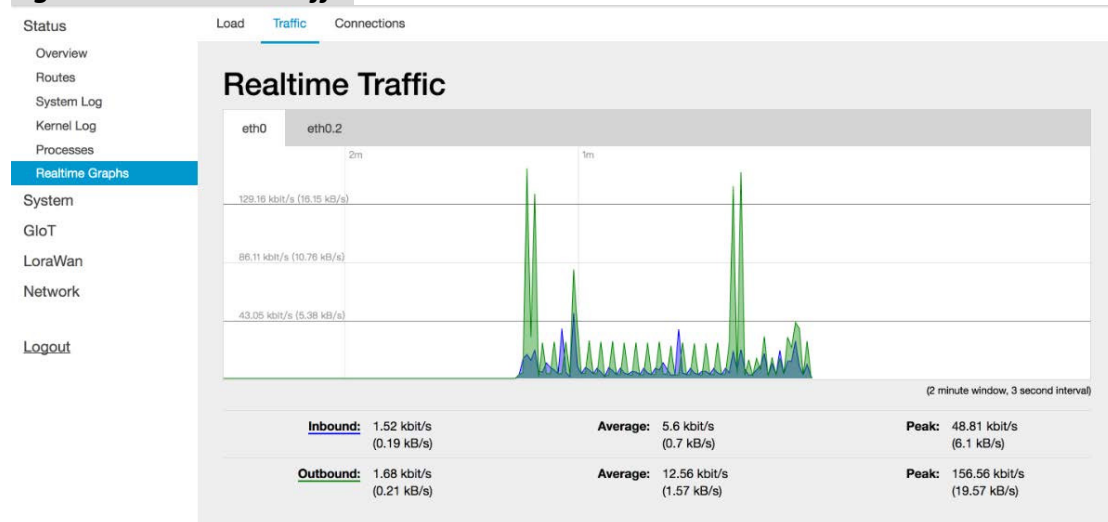 Status
Overview
Routes
System Log
Kernel Log
Processes
Realtime Graphs
System
GIoT
LoraWan
Network
Logout
Load Traffic Connections
Realtime Traffic
eth0 eth0.2
2m 1m
129.16 kbit/s (16.15 kB/s)
86.11 kbit/s (10.76 kB/s)
43.05 kbit/s (5.38 kB/s)
(2 minute window, 3 second interval)
Inbound: 1.52 kbit/s Average: 5.6 kbit/s Peak: 48.81 kbit/s
(0.19 kB/s) (0.7 kB/s) (6.1 kB/s)
Outbound: 1.68 kbit/s Average: 12.56 kbit/s Peak: 156.56 kbit/s
(0.21 kB/s) (1.57 kB/s) (19.57 kB/s)